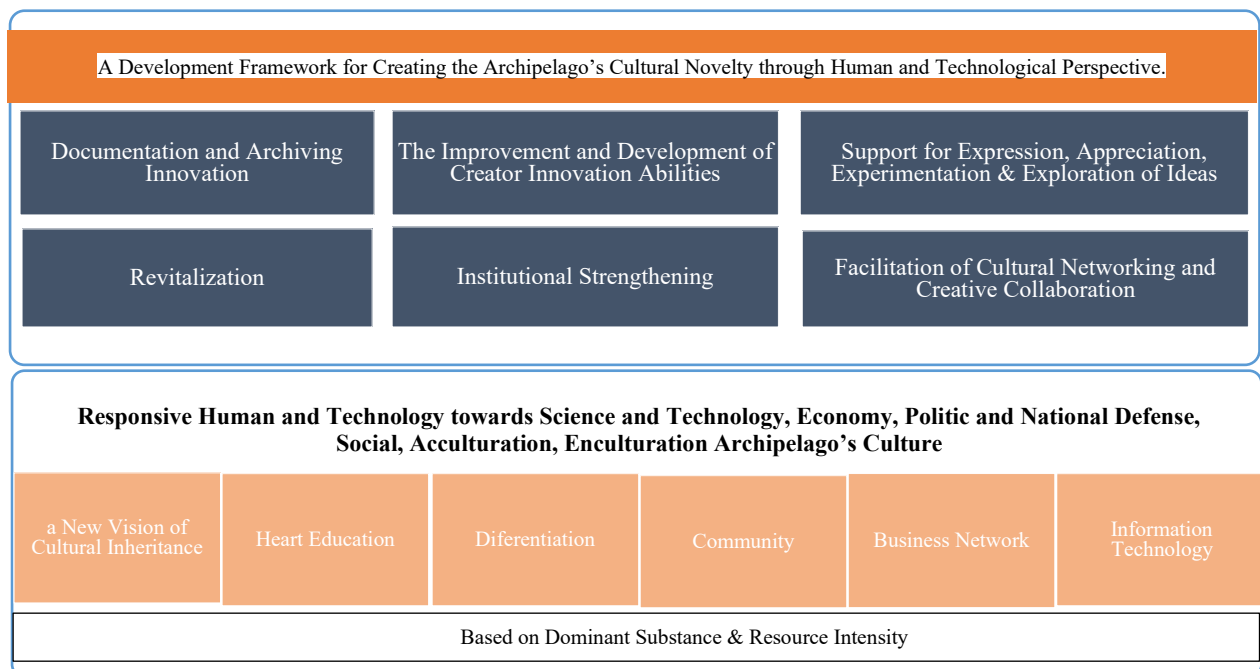 A Development Framework for Creating the Archipelago's Cultural Novelty through Human and Technological Perspective.
Documentation and Archiving
Innovation
The Improvement and Development of
Creator Innovation Abilities
Support for Expression, Appreciation,
Experimentation & Exploration of Ideas
Revitalization
Institutional Strengthening
Facilitation of Cultural Networking and
Creative Collaboration
Responsive Human and Technology towards Science and Technology, Economy, Politic and National Defense,
Social, Acculturation, Enculturation Archipelago's Culture
a New Vision of
Cultural Inheritance
Heart Education
Diferentiation
Community
Business Network
Information
Technology
Based on Dominant Substance & Resource Intensity